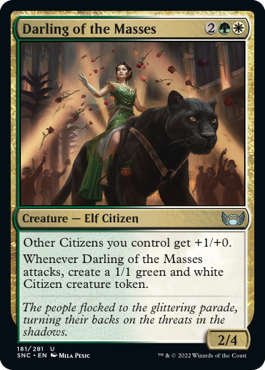 Darling of the Masses 2
Creature — Elf Citizen
Other Citizens you control get +1/+0.
Whenever Darling of the Masses
attacks, create a 1/1 green and white
Citizen creature token.
The people flocked to the glittering parade,
turning their backs on the threats in the
shadows.
2/4
181/281 U
SNC • EN Mila Pesic
™ & © 2022 Wizards of the Coast